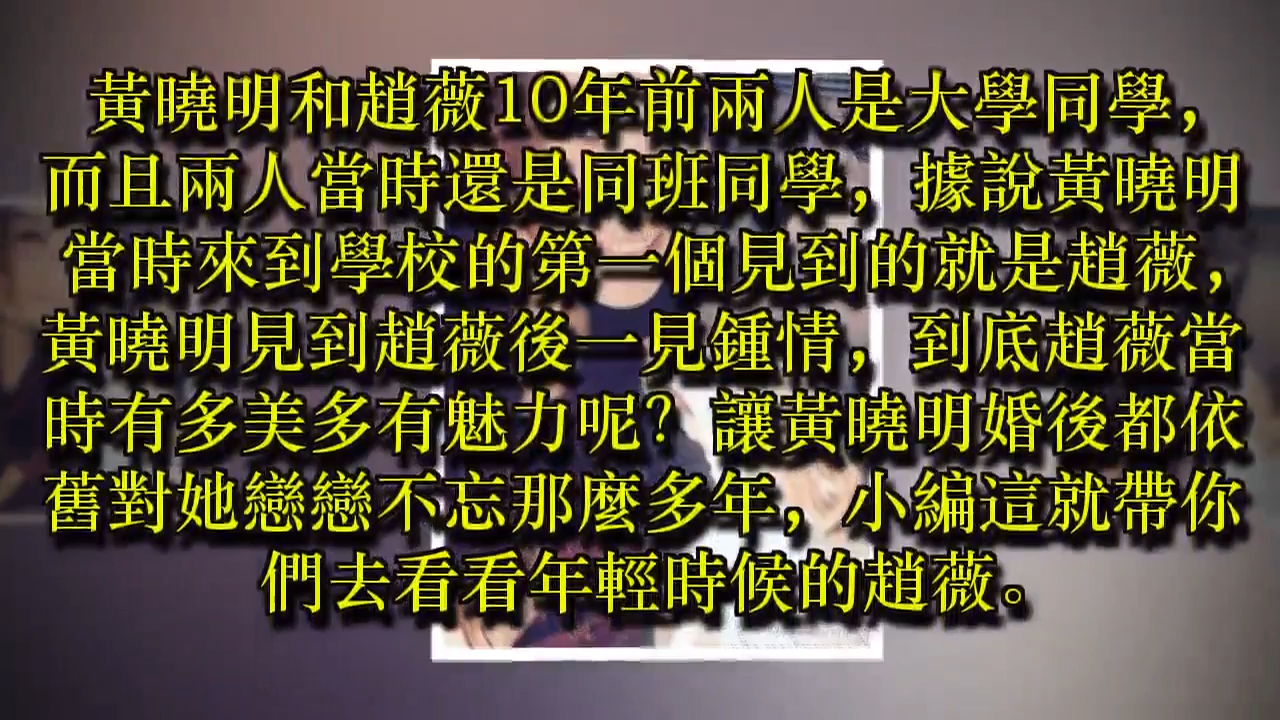 黃曉明和趙薇10年前兩人是大學同學，
而且兩人當時還是同班同學，據說黃曉明
當時來到學校的第一個見到的就是趙薇，
黃曉明見到趙薇後一見鍾情，到底趙薇當
時有多美多有魅力呢？讓黃曉明婚後都依
舊對她戀戀不忘那麼多年，小編這就帶你
們去看看年輕時候的趙薇。